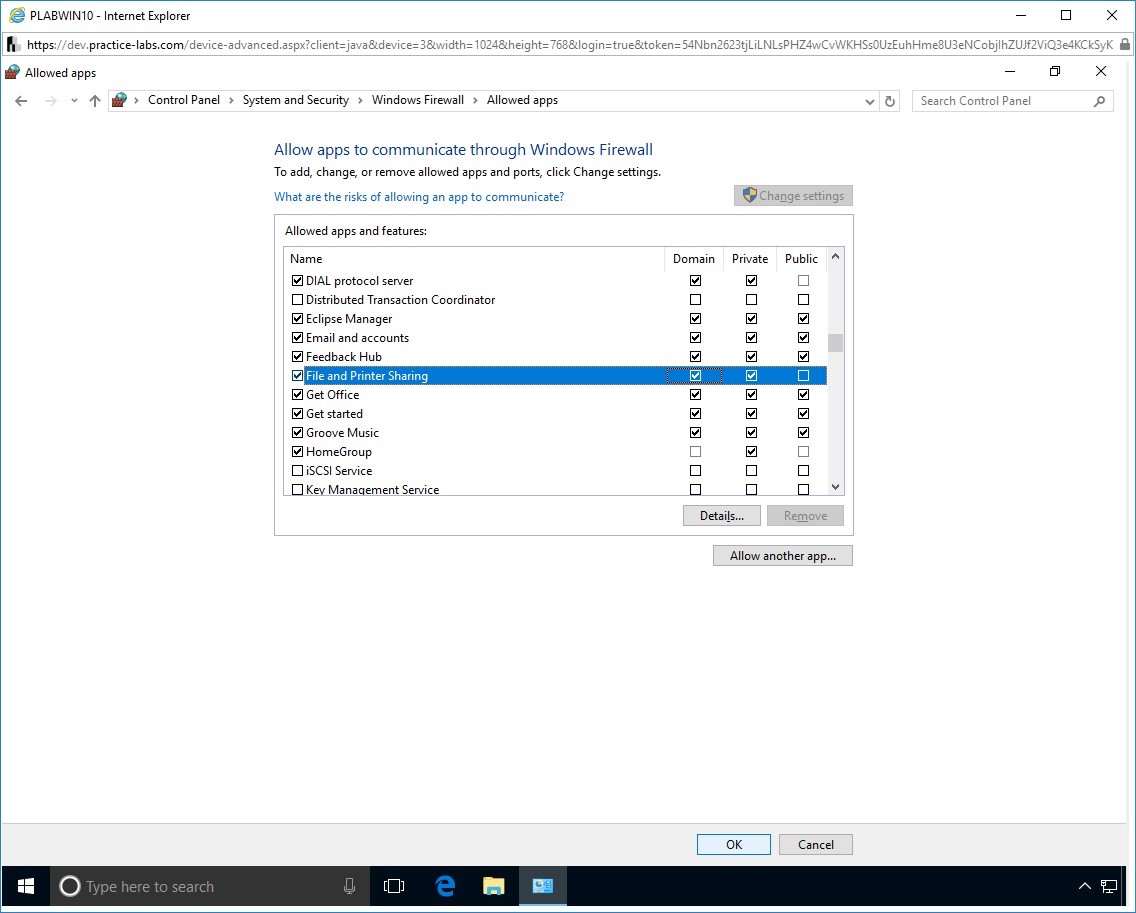 PLABWIN10 - Internet Explorer
https://dev.practice-labs.com/device-advanced.aspx?client=java&device=3&width=1024&height=768&login=true&token=54Nbn2623tjLiLNLsPHZ4wCvWKHSs0UzEuhHme8U3eNCobjlhZUJf2ViQ3e4KCkSyK
Allowed apps
Control Panel > System and Security > Windows Firewall > Allowed apps
Search Control Panel
Allow apps to communicate through Windows Firewall
To add, change, or remove allowed apps and ports, click Change settings.
What are the risks of allowing an app to communicate?
Change settings
Allowed apps and features:
Name Domain Private Public
DIAL protocol server
Distributed Transaction Coordinator
Eclipse Manager
Email and accounts
Feedback Hub
File and Printer Sharing
Get Office
Get started
Groove Music
HomeGroup
iSCSI Service
Key Management Service
Details... Remove
Allow another app...
OK Cancel
Type here to search